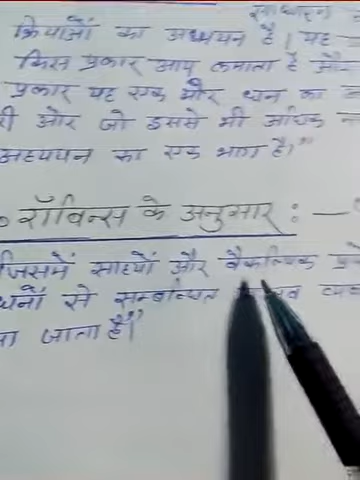 साधारण
क्रियाओं का अध्ययन है। यह
किस प्रकार आय कमाता है और
प्रकार यह एक ओर धन का
री और जो इससे भी अधिक
अध्ययन का एक भाग है।"
रॉबिन्स के अनुसार : —
जिसमें साध्यों और वैकल्पिक
धनों से सम्बन्धित
जाता है।"